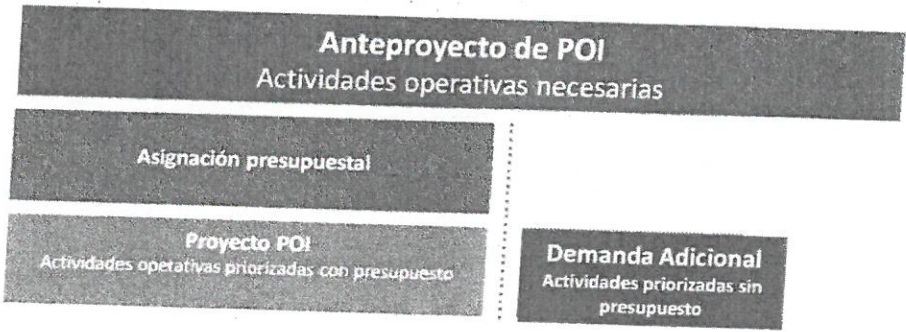 Anteproyecto de POI
Actividades operativas necesarias
Asignación presupuestal
Proyecto POI
Actividades operativas priorizadas con presupuesto
Demanda Adicional
Actividades priorizadas sin
presupuesto